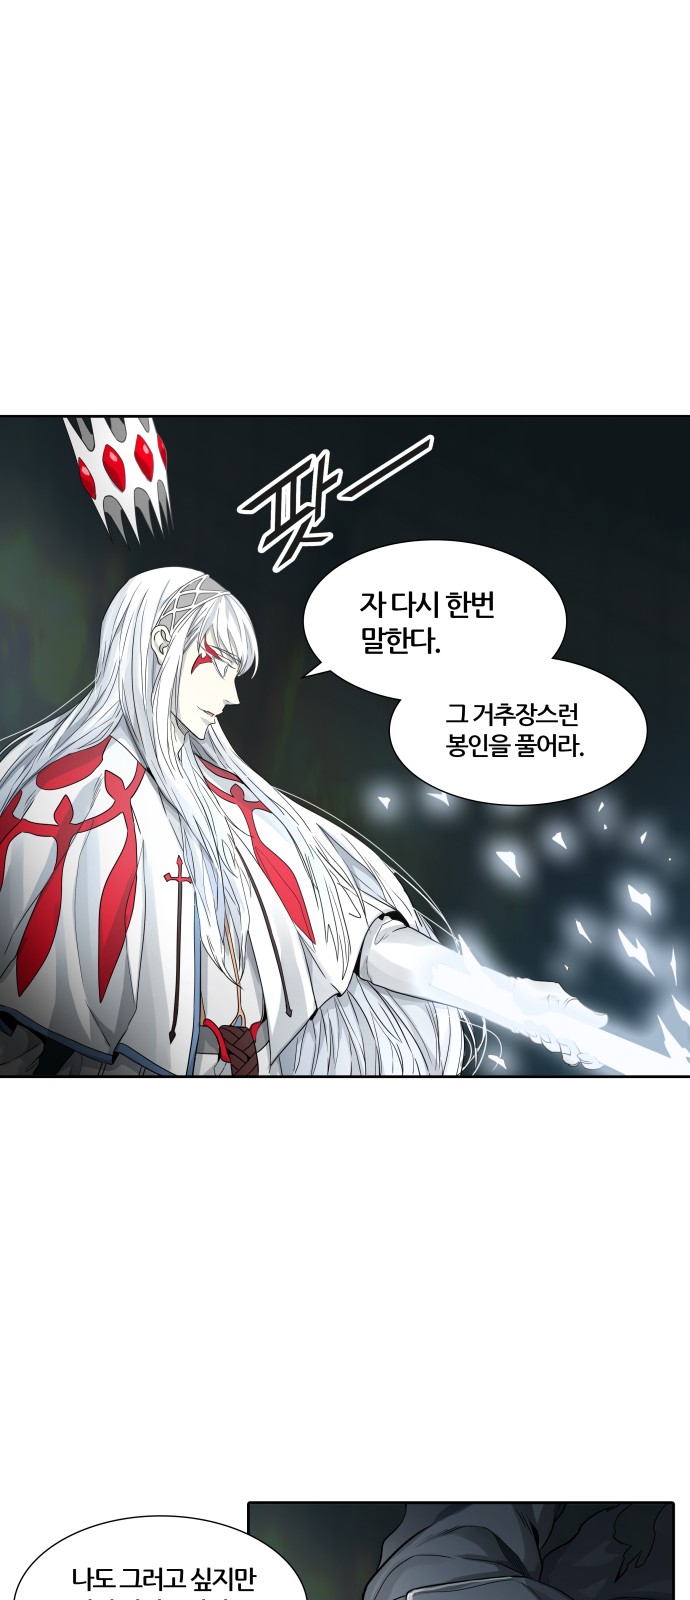 팟ㅡ
자 다시 한번
말한다.
그 거추장스런
봉인을 풀어라.
나도 그러고 싶지만